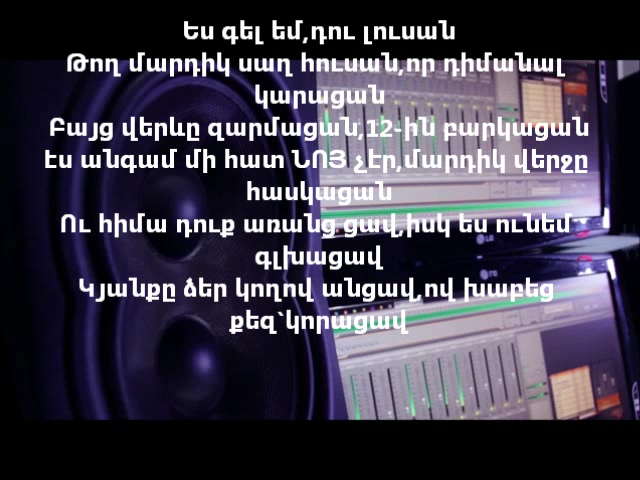 Ես գել եմ,դու լուսան
Թող մարդիկ սաղ հուսան,որ դիմանալ
կարացան
Բայց վերևը զարմացան,12-ին բարկացան
էս անգամ մի հատ ՆՈՅ չէր,մարդիկ վերջը
հասկացան
Ու հիմա դուք առանց ցավ,իսկ ես ունեմ
գլխացավ
Կյանքը ձեր կողով անցավ,ով խաբեց
քեզ`կորացավ
LG
LG